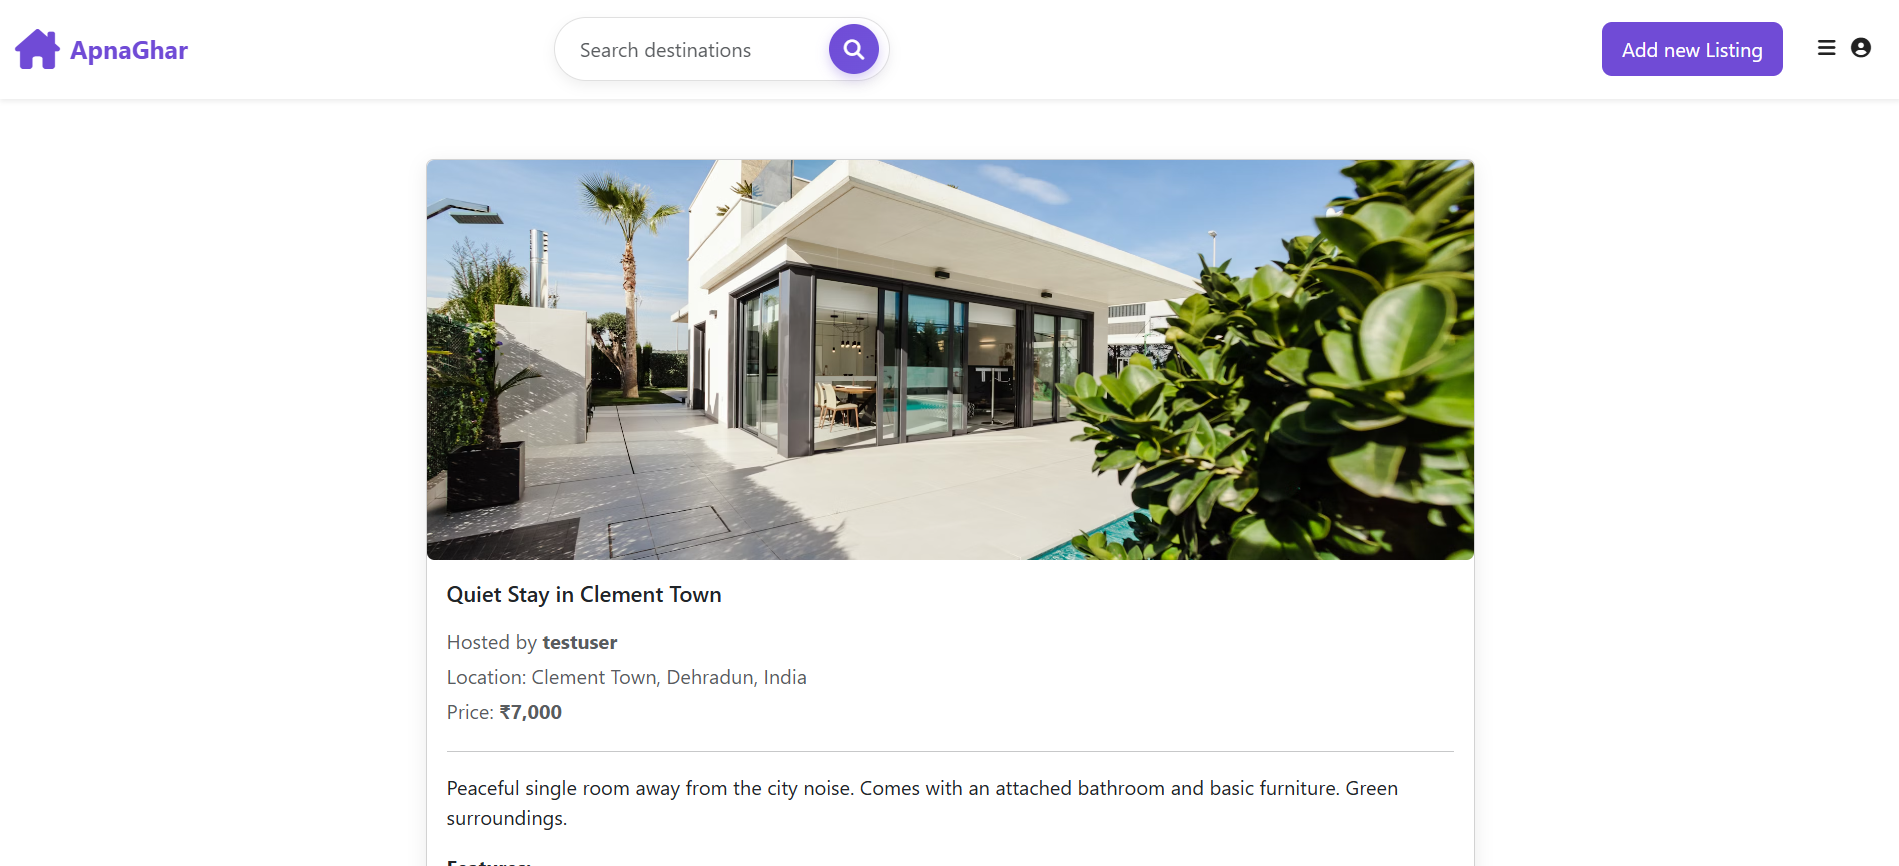 ApnaGhar
Search destinations
Add new Listing
Quiet Stay in Clement Town
Hosted by testuser
Location: Clement Town, Dehradun, India
Price: ₹7,000
Peaceful single room away from the city noise. Comes with an attached bathroom and basic furniture. Green
surroundings.
Features: